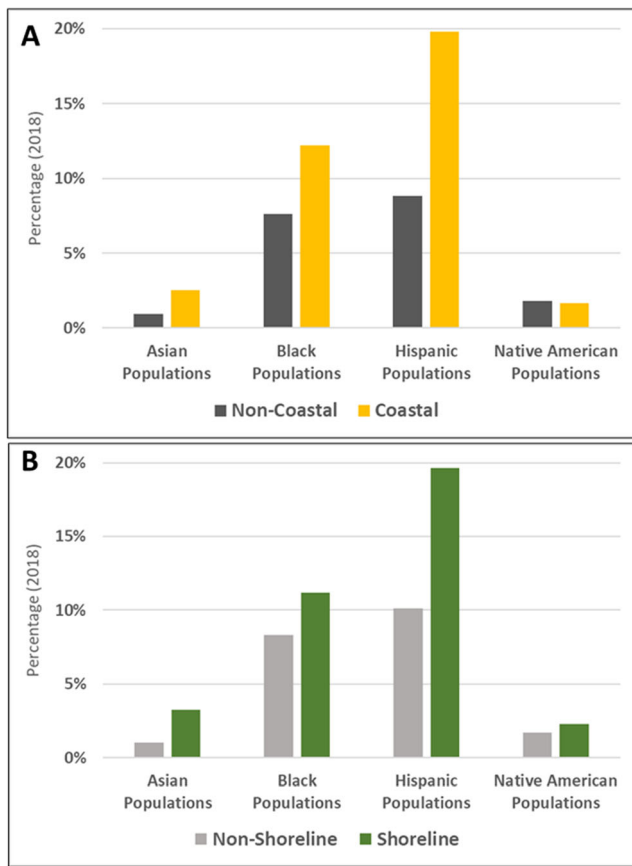 A
20%
15%
10%
5%
0%
Percentage (2018)
Asian Populations
Black Populations
Hispanic Populations
Native American Populations
Non-Coastal
Coastal
B
20%
15%
10%
5%
0%
Percentage (2018)
Asian Populations
Black Populations
Hispanic Populations
Native American Populations
Non-Shoreline
Shoreline